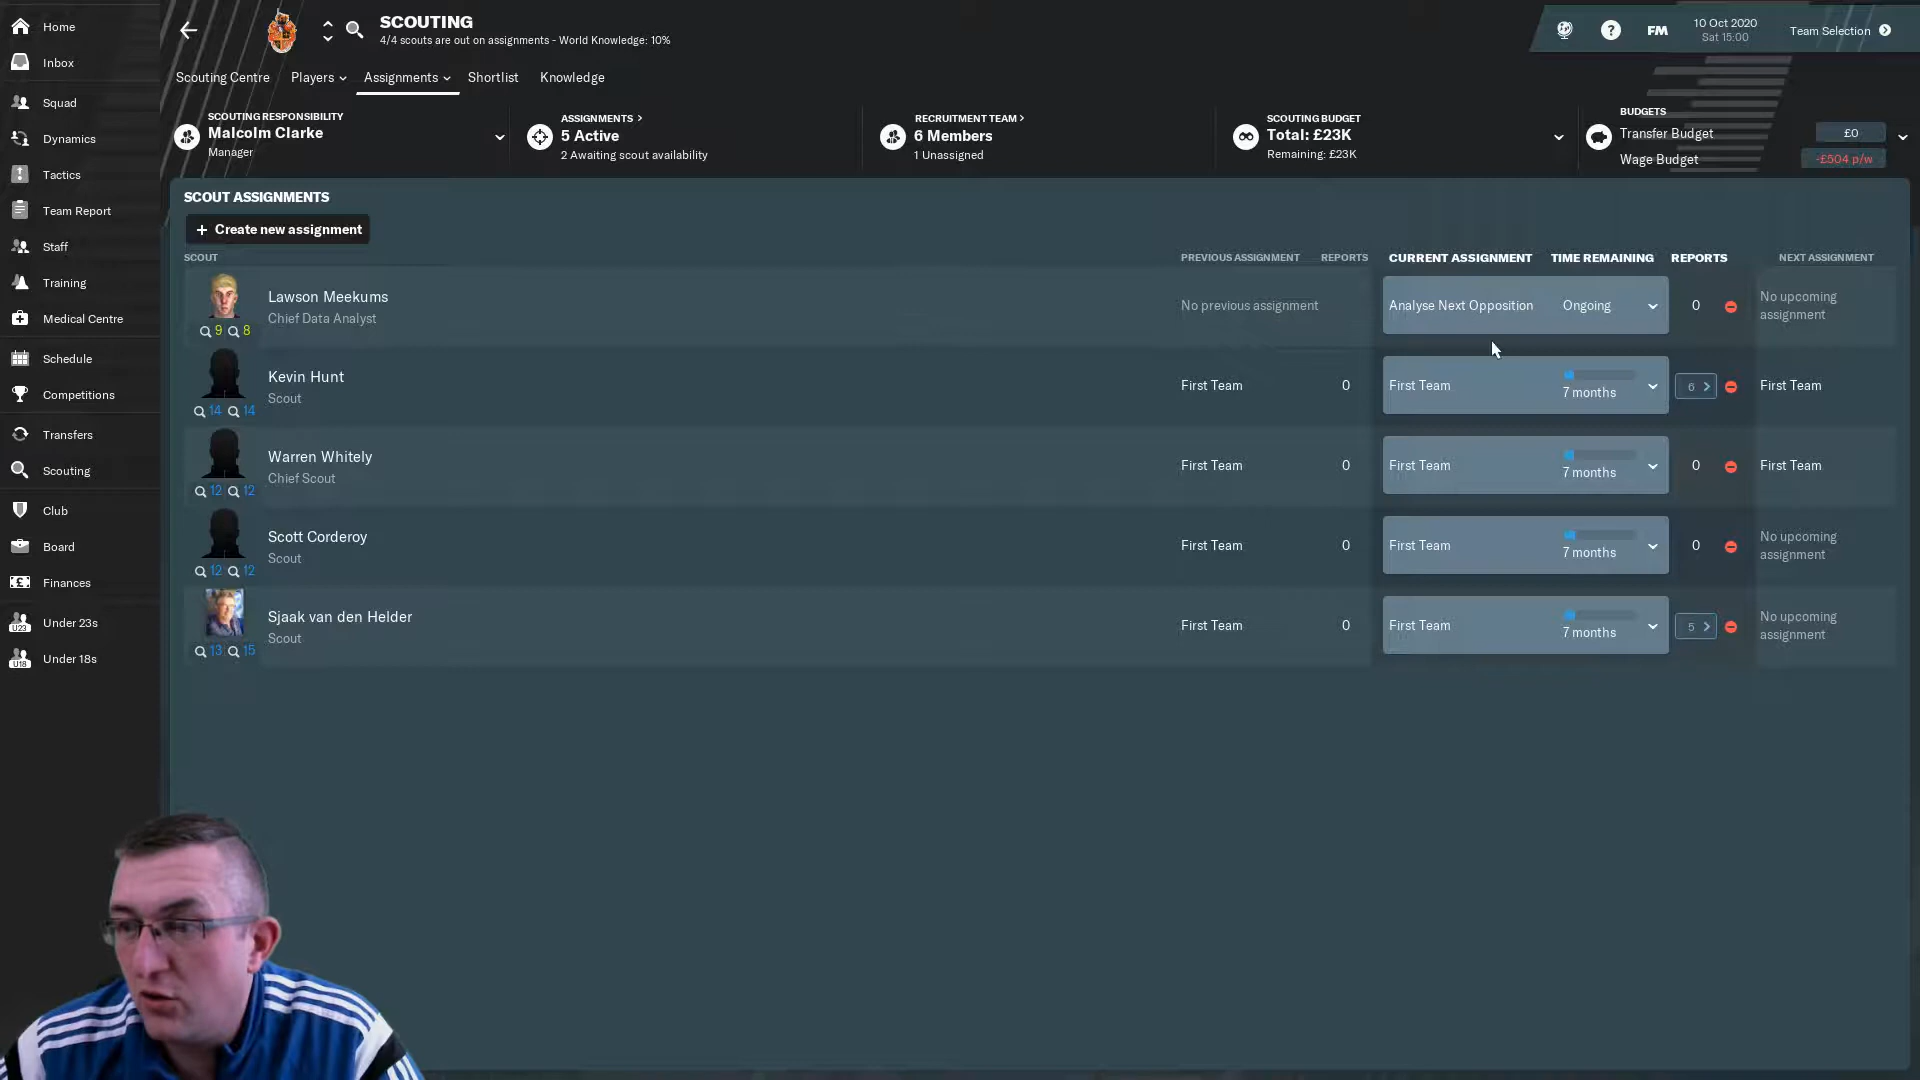 Home
Inbox
Squad
Dynamics
Tactics
Team Report
Staff
Training
Medical Centre
Schedule
Competitions
Transfers
Scouting
Club
Board
Finances
U23
Under 23s
U18
Under 18s
SCOUTING
4/4 scouts are out on assignments - World Knowledge: 10%
?
FM
10 Oct 2020
Sat 15:00
Team Selection
Scouting Centre
Players
Assignments
Shortlist
Knowledge
SCOUTING RESPONSIBILITY
Malcolm Clarke
Manager
ASSIGNMENTS >
5 Active
2 Awaiting scout availability
RECRUITMENT TEAM >
6 Members
1 Unassigned
SCOUTING BUDGET
Total: £23K
Remaining: £23K
BUDGETS
Transfer Budget £0
Wage Budget -£504 p/w
SCOUT ASSIGNMENTS
+ Create new assignment
SCOUT PREVIOUS ASSIGNMENT REPORTS CURRENT ASSIGNMENT TIME REMAINING REPORTS NEXT ASSIGNMENT
Lawson Meekums
Chief Data Analyst
9 8
No previous assignment
Analyse Next Opposition Ongoing 0
No upcoming
assignment
Kevin Hunt
Scout
14 14
First Team 0
First Team 7 months 6 >
First Team
Warren Whitely
Chief Scout
12 12
First Team 0
First Team 7 months 0
First Team
Scott Corderoy
Scout
12 12
First Team 0
First Team 7 months 0
No upcoming
assignment
Sjaak van den Helder
Scout
13 15
First Team 0
First Team 7 months 5 >
No upcoming
assignment